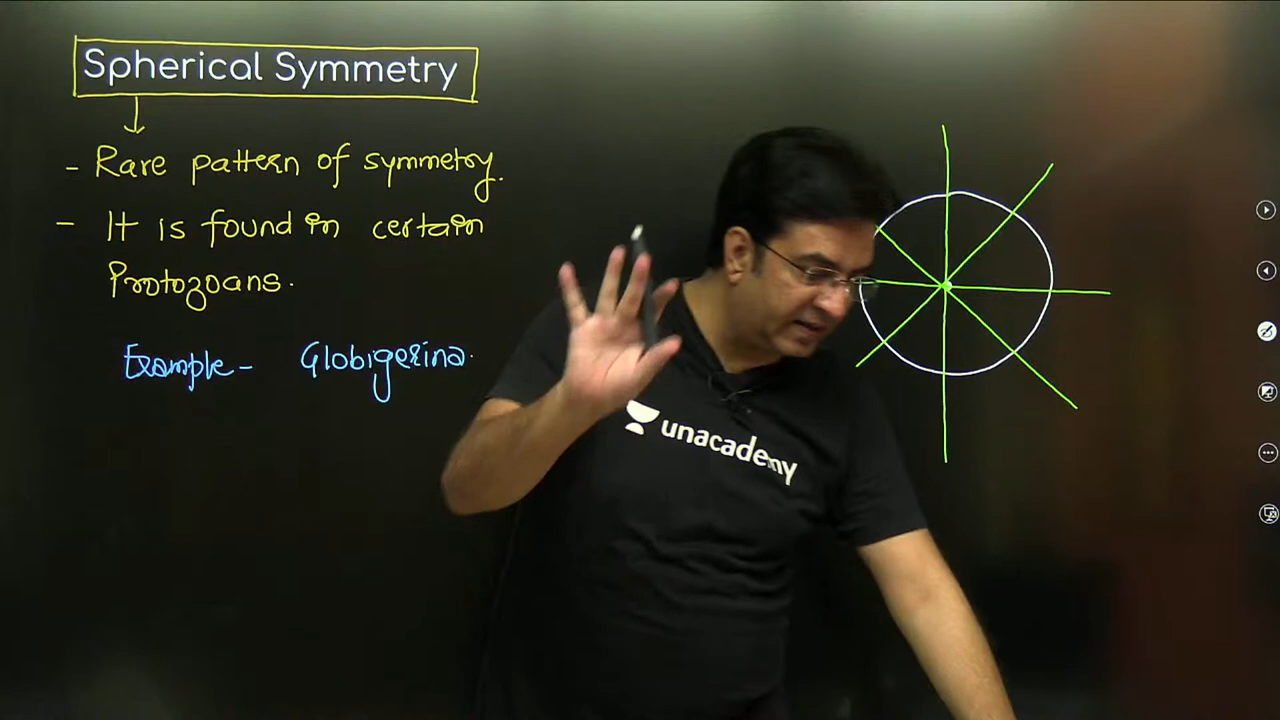 Spherical Symmetry
- Rare pattern of symmetry.
- It is found in certain
Protozoans.
Example - Globigerina.
unacademy